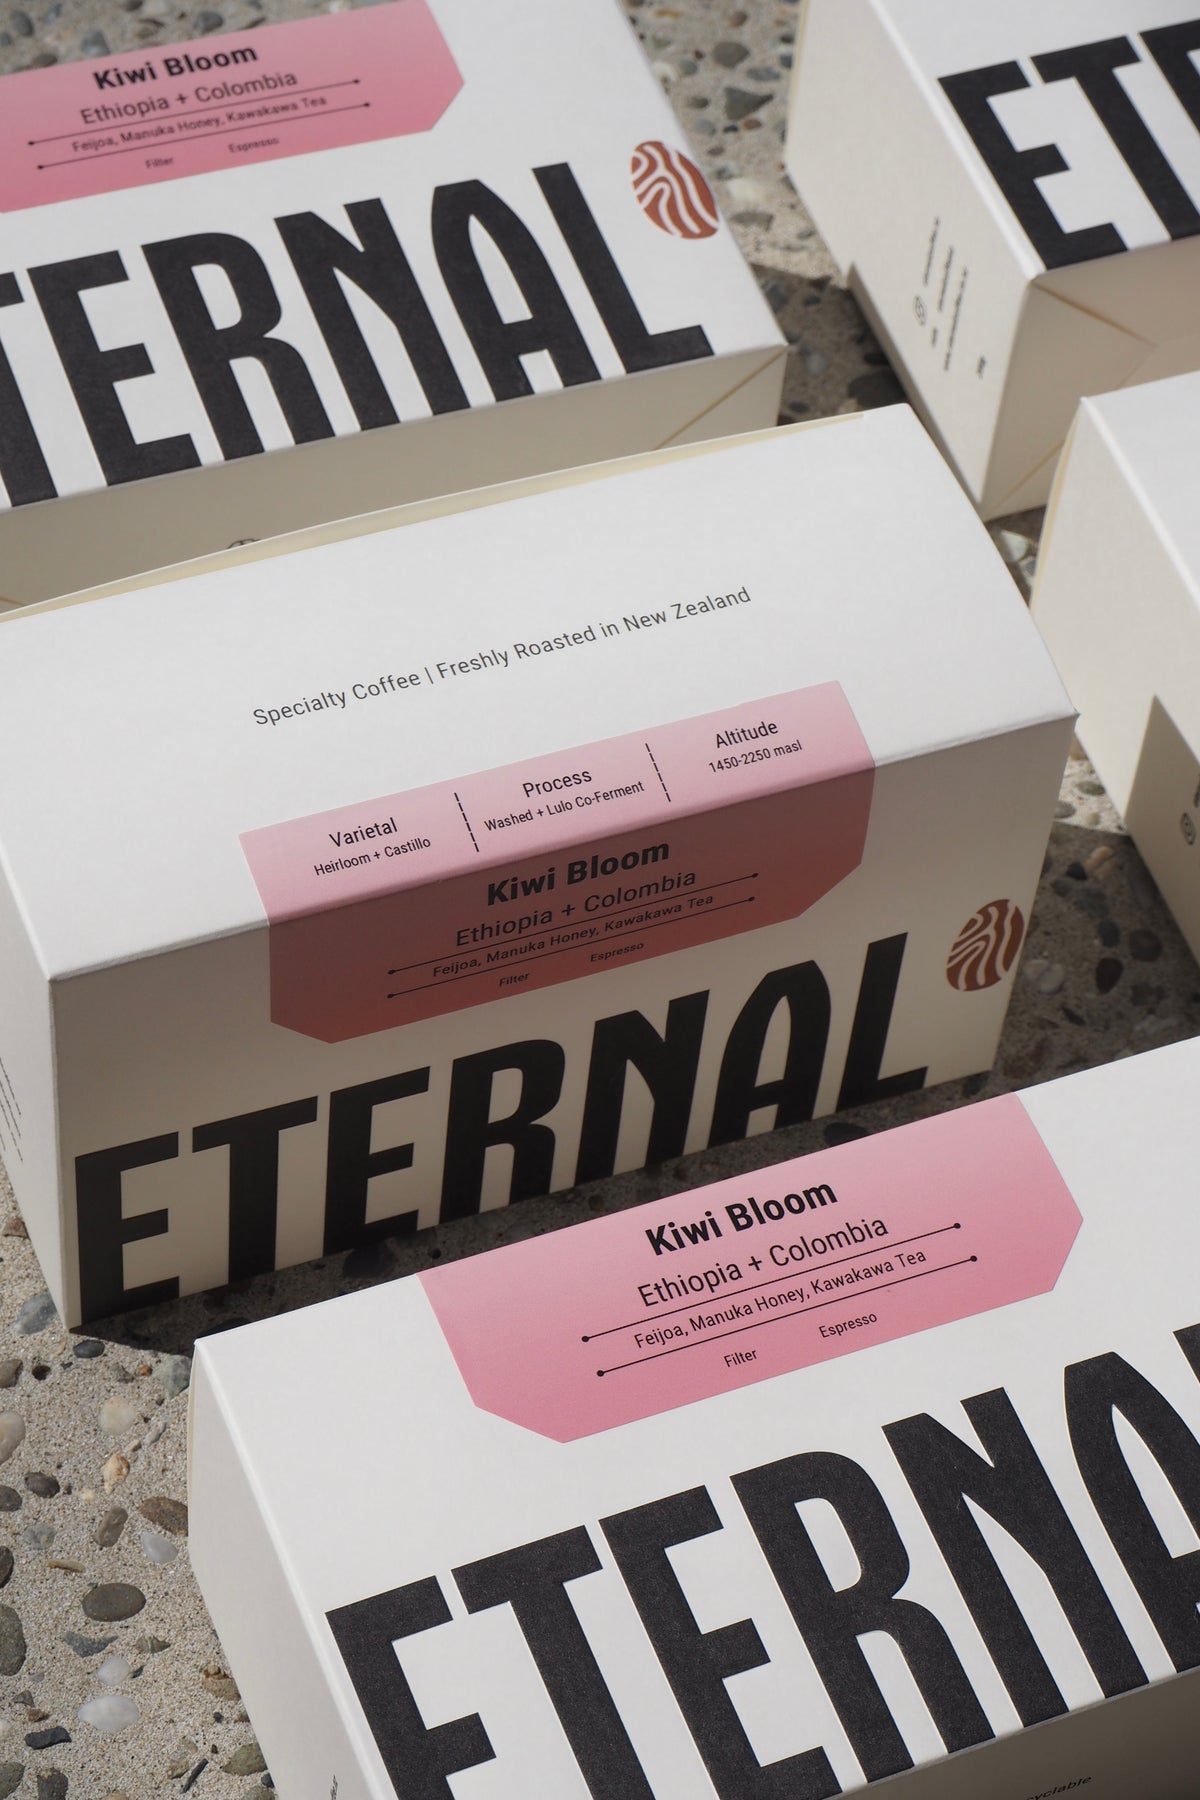 Kiwi Bloom
Ethiopia + Colombia
Feijoa, Manuka Honey, Kawakawa Tea
Filter Espresso
TERNAL
ET
Specialty Coffee | Freshly Roasted in New Zealand
Varietal
Heirloom + Castillo
Process
Washed + Lulo Co-Ferment
Altitude
1450-2250 masl
Kiwi Bloom
Ethiopia + Colombia
Feijoa, Manuka Honey, Kawakawa Tea
Filter Espresso
ETERNAL
Kiwi Bloom
Ethiopia + Colombia
Feijoa, Manuka Honey, Kawakawa Tea
Filter Espresso
ETERNA